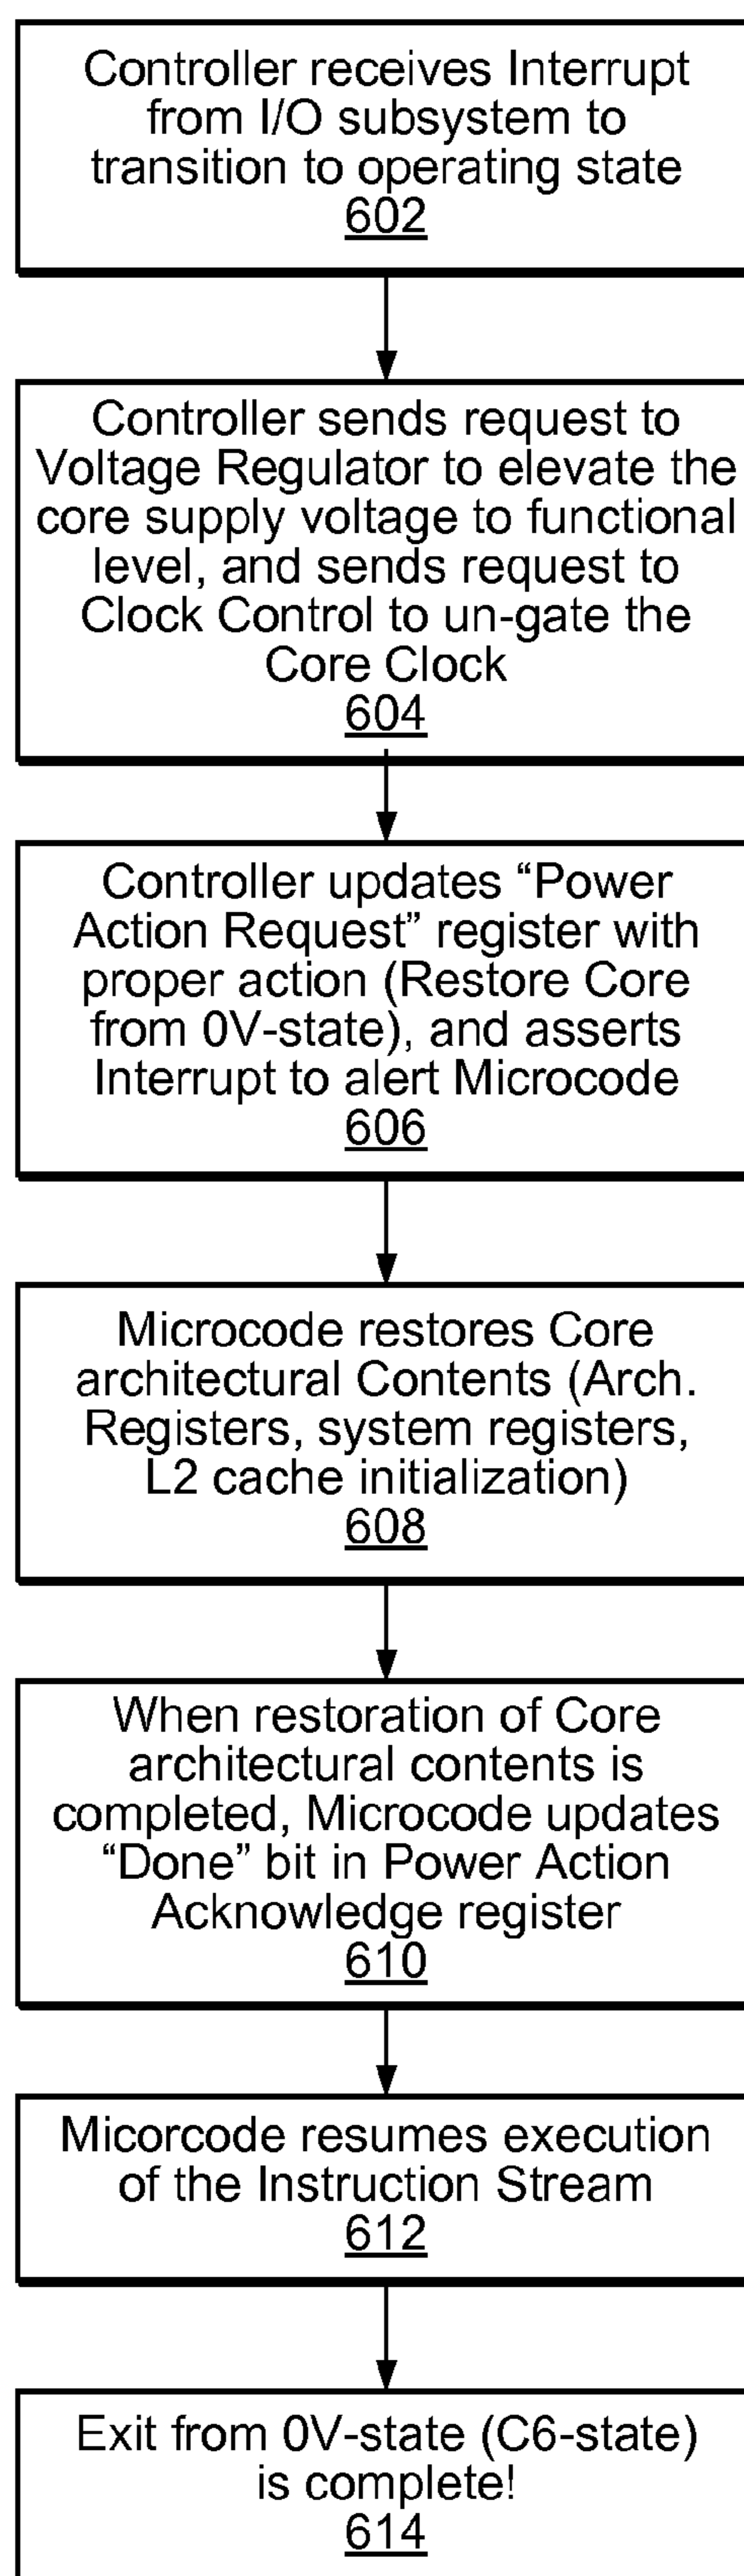 Controller receives Interrupt
from I/O subsystem to
transition to operating state
602
Controller sends request to
Voltage Regulator to elevate the
core supply voltage to functional
level, and sends request to
Clock Control to un-gate the
Core Clock
604
Controller updates “Power
Action Request” register with
proper action (Restore Core
from 0V-state), and asserts
Interrupt to alert Microcode
606
Microcode restores Core
architectural Contents (Arch.
Registers, system registers,
L2 cache initialization)
608
When restoration of Core
architectural contents is
completed, Microcode updates
“Done” bit in Power Action
Acknowledge register
610
Micorcode resumes execution
of the Instruction Stream
612
Exit from 0V-state (C6-state)
is complete!
614